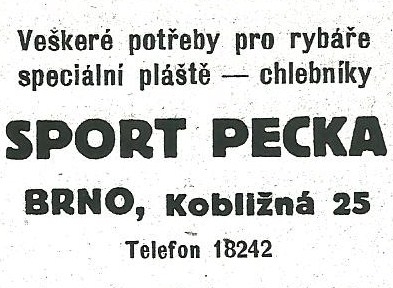 Veškeré potřeby pro rybáře
speciální pláště — chlebníky
SPORT PECKA
BRNO, Kobližná 25
Telefon 18242